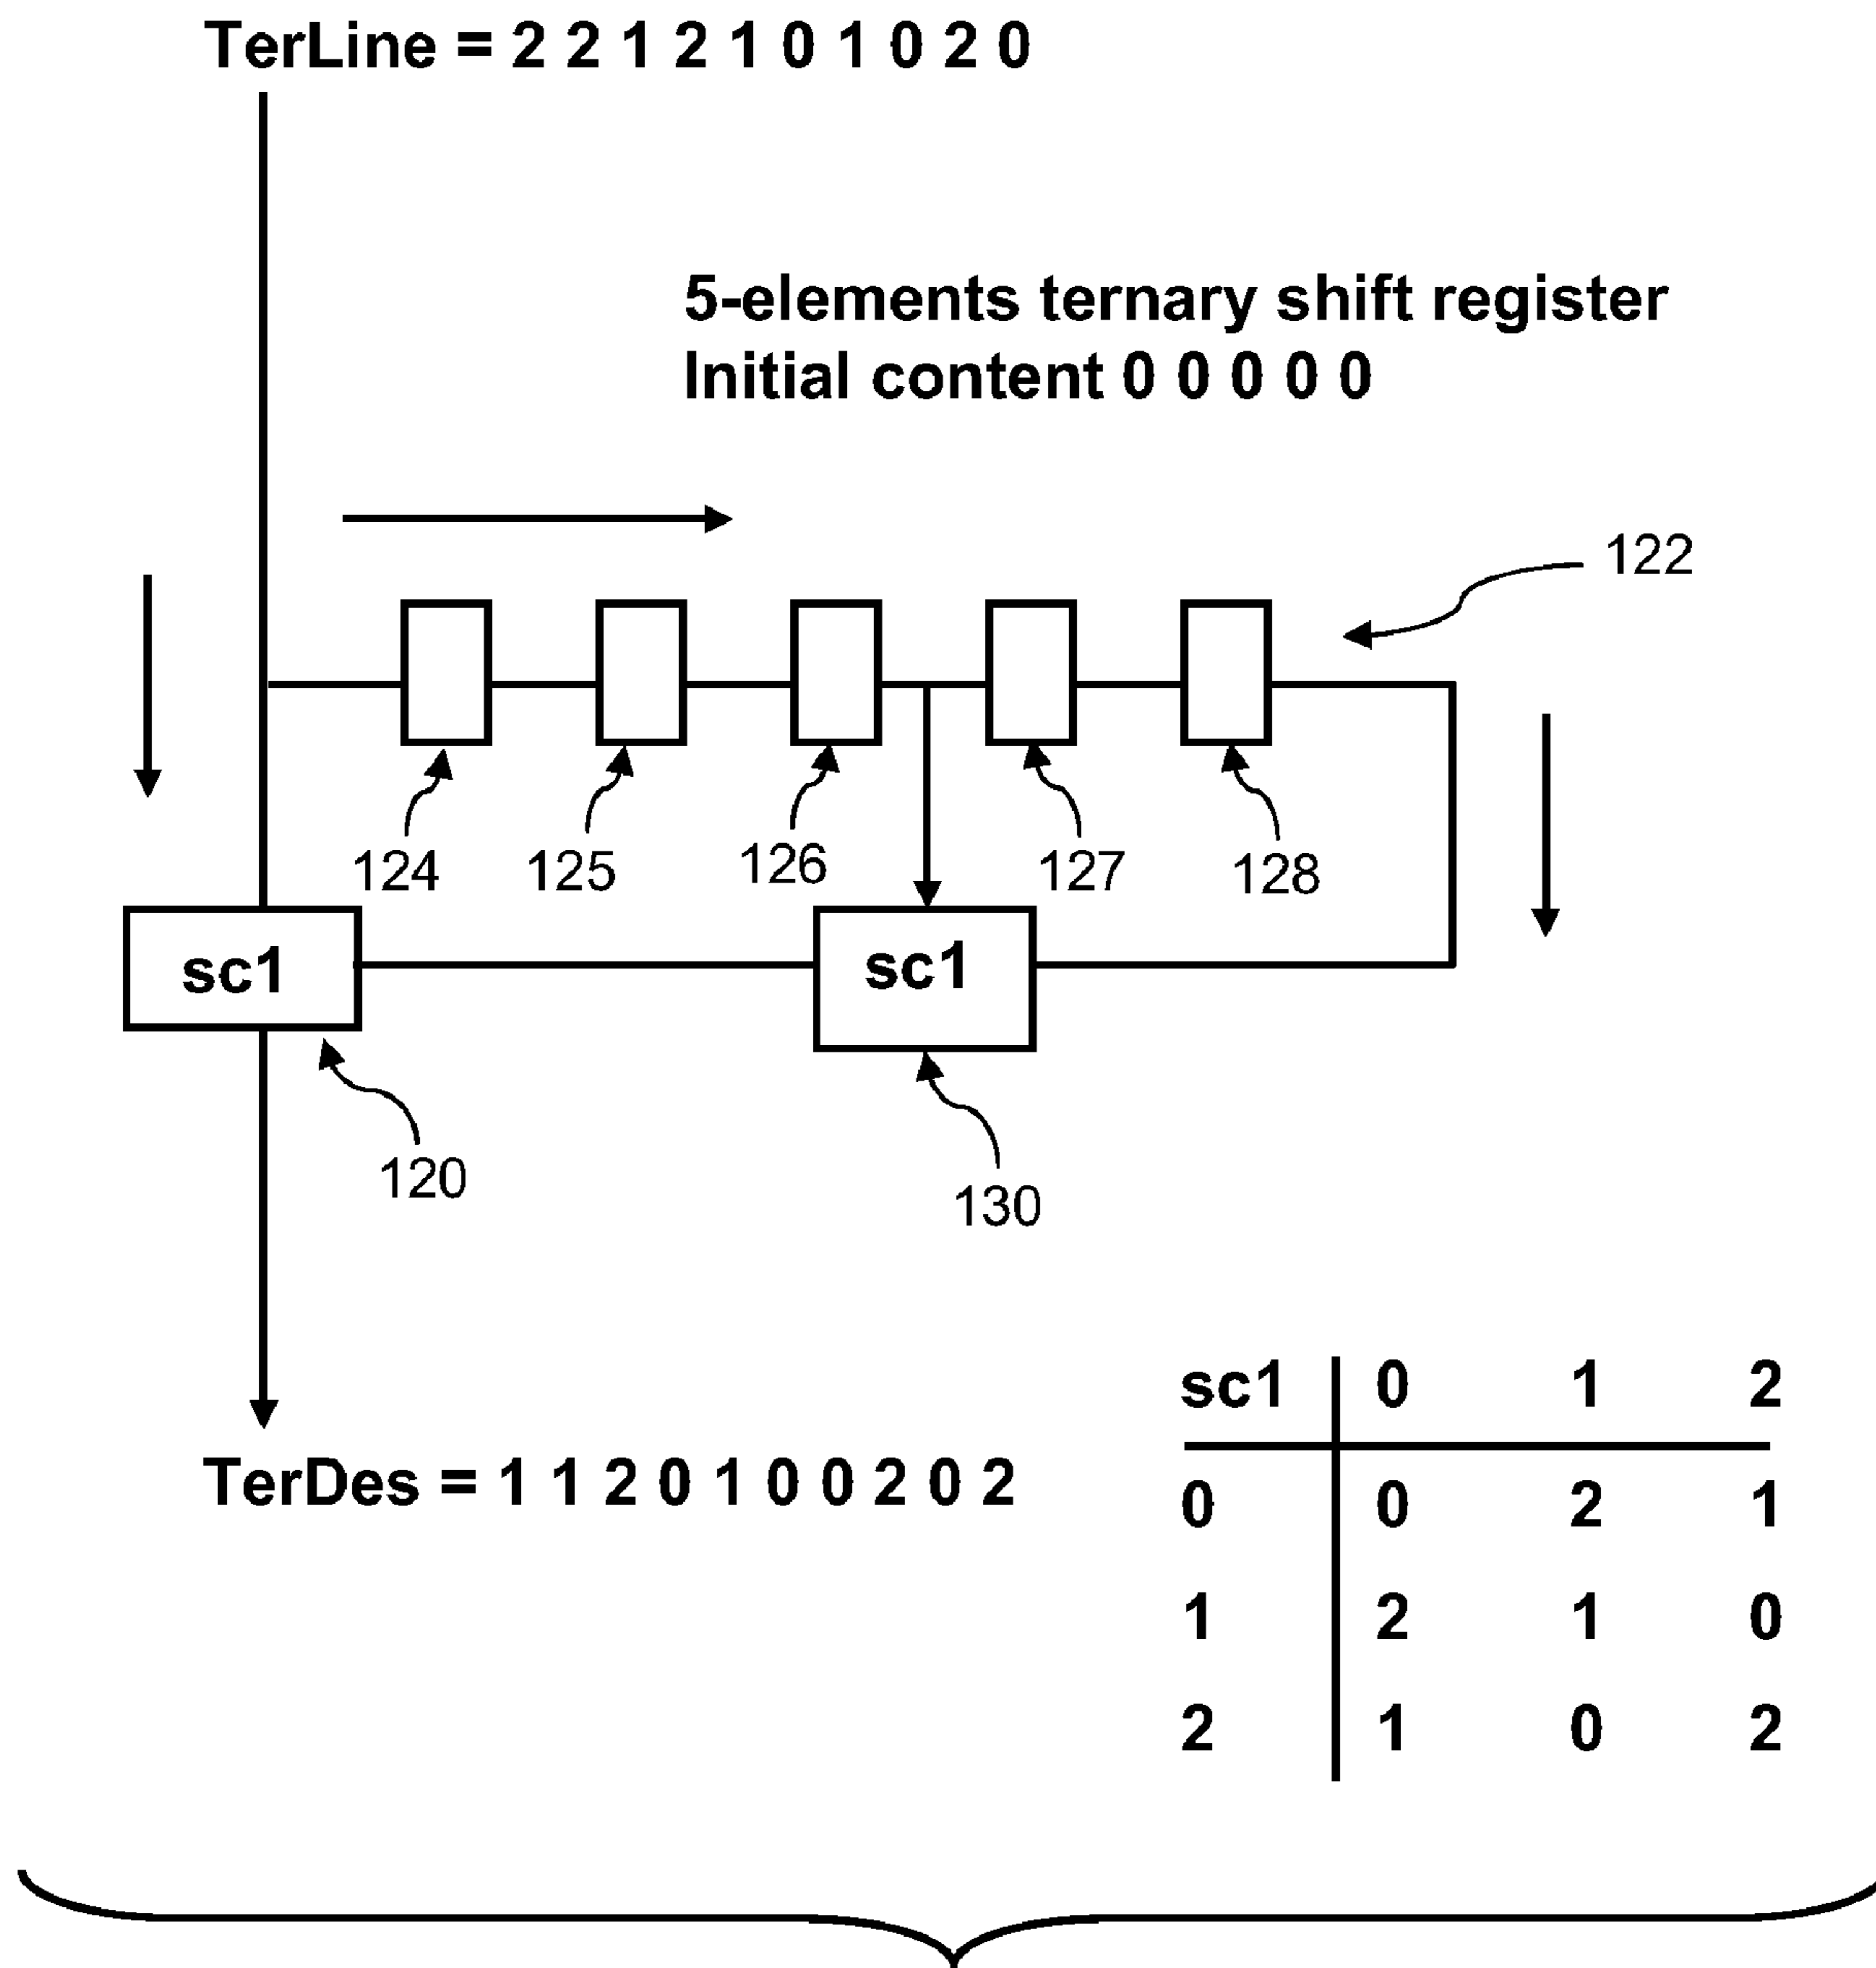 TerLine = 2 2 1 2 1 0 1 0 2 0
5-elements ternary shift register
Initial content 0 0 0 0 0
122
124 125 126 127 128
sc1 sc1
120
130
sc1 0 1 2
TerDes = 1 1 2 0 1 0 0 2 0 2
0 0 2 1
1 2 1 0
2 1 0 2